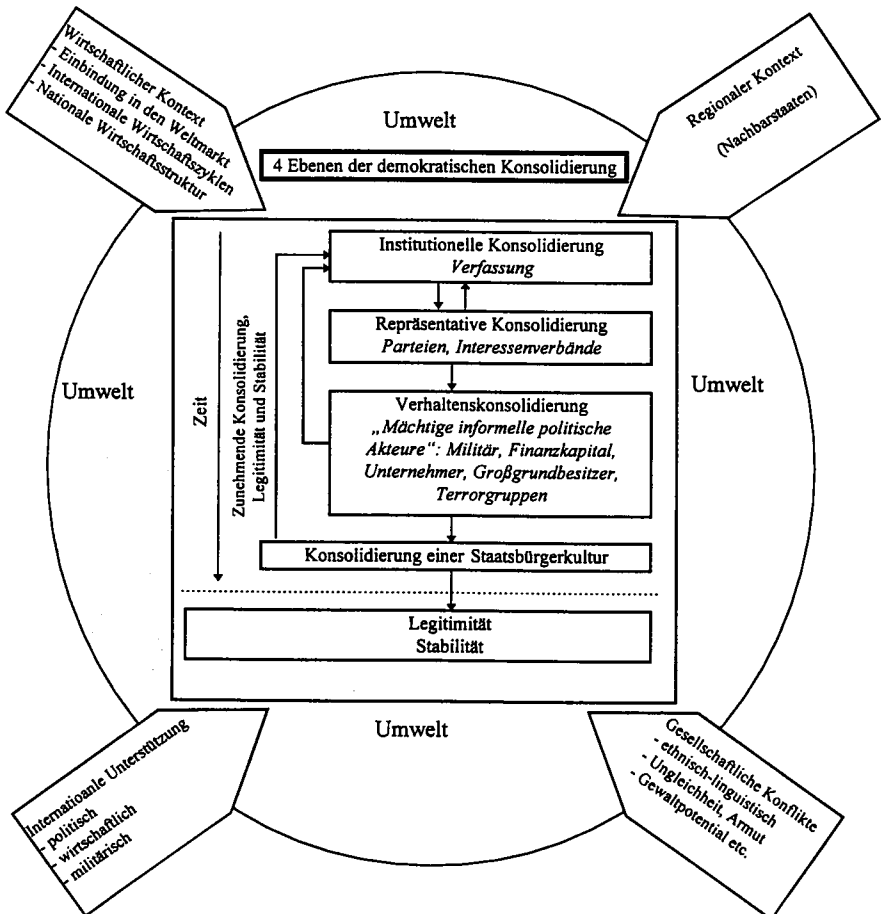 Wirtschaftlicher Kontext
- Einbindung in den Weltmarkt
- Internationale Wirtschaftszyklen
- Nationale Wirtschaftsstruktur
Regionaler Kontext
(Nachbarstaaten)
Umwelt
4 Ebenen der demokratischen Konsolidierung
Institutionelle Konsolidierung
Verfassung
Repräsentative Konsolidierung
Parteien, Interessenverbände
Umwelt
Zeit
Zunehmende Konsolidierung,
Legitimität und Stabilität
Verhaltenskonsolidierung
„Mächtige informelle politische
Akteure“: Militär, Finanzkapital,
Unternehmer, Großgrundbesitzer,
Terrorgruppen
Umwelt
Konsolidierung einer Staatsbürgerkultur
Legitimität
Stabilität
Umwelt
Internatioanle Unterstützung
- politisch
- wirtschaftlich
- militärisch
Gesellschaftliche Konflikte
- ethnisch-linguistisch
- Ungleichheit, Armut
- Gewaltpotential etc.